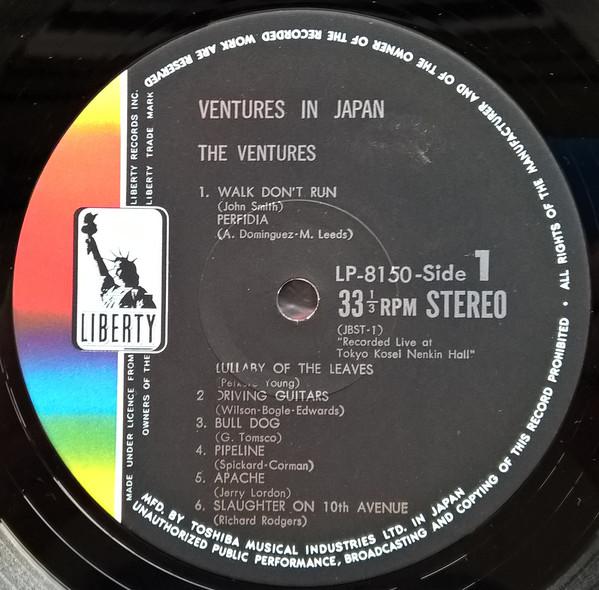 VENTURES IN JAPAN
THE VENTURES
1. WALK DON'T RUN
(John Smith)
PERFIDIA
(A. Dominguez-M. Leeds)
LP-8150-Side 1
33 1/3 RPM STEREO
(JBST-1)
"Recorded Live at
Tokyo Kosei Nenkin Hall"
LULLABY OF THE LEAVES
Young)
2 DRIVING GUITARS
(Wilson-Bogle-Edwards)
3. BULL DOG
(G. Tomsco)
4. PIPELINE
(Spickard-Corman)
5. APACHE
(Jerry Lordon)
6. SLAUGHTER ON 10th AVENUE
(Richard Rodgers)
LIBERTY
MADE UNDER LICENCE FROM LIBERTY RECORDS INC.
OWNERS OF THE LIBERTY TRADE MARK
ALL RIGHTS OF THE MANUFACTURER AND OF THE OWNER OF THE RECORDED WORK ARE RESERVED
MFD. BY TOSHIBA MUSICAL INDUSTRIES LTD. IN JAPAN
UNAUTHORIZED PUBLIC PERFORMANCE, BROADCASTING AND COPYING OF THIS RECORD PROHIBITED •